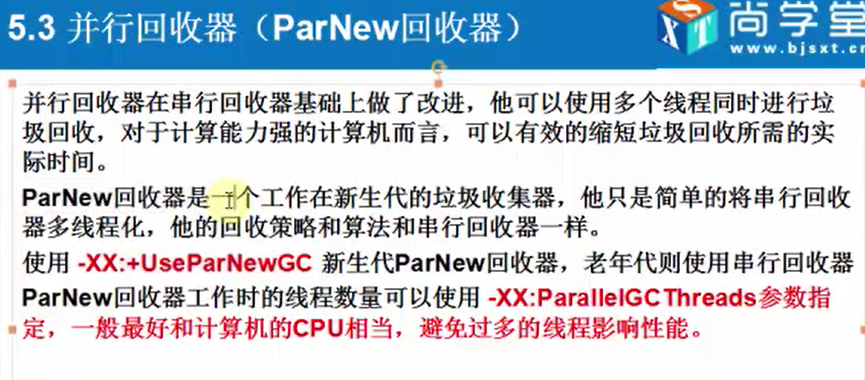 5.3 并行回收器（ParNew回收器）
SXT 尚学堂
www.bjsxt.cn
并行回收器在串行回收器基础上做了改进，他可以使用多个线程同时进行垃
圾回收，对于计算能力强的计算机而言，可以有效的缩短垃圾回收所需的实
际时间。
ParNew回收器是一个工作在新生代的垃圾收集器，他只是简单的将串行回收
器多线程化，他的回收策略和算法和串行回收器一样。
使用 -XX:+UseParNewGC 新生代ParNew回收器，老年代则使用串行回收器
ParNew回收器工作时的线程数量可以使用 -XX:ParallelGCThreads参数指
定，一般最好和计算机的CPU相当，避免过多的线程影响性能。